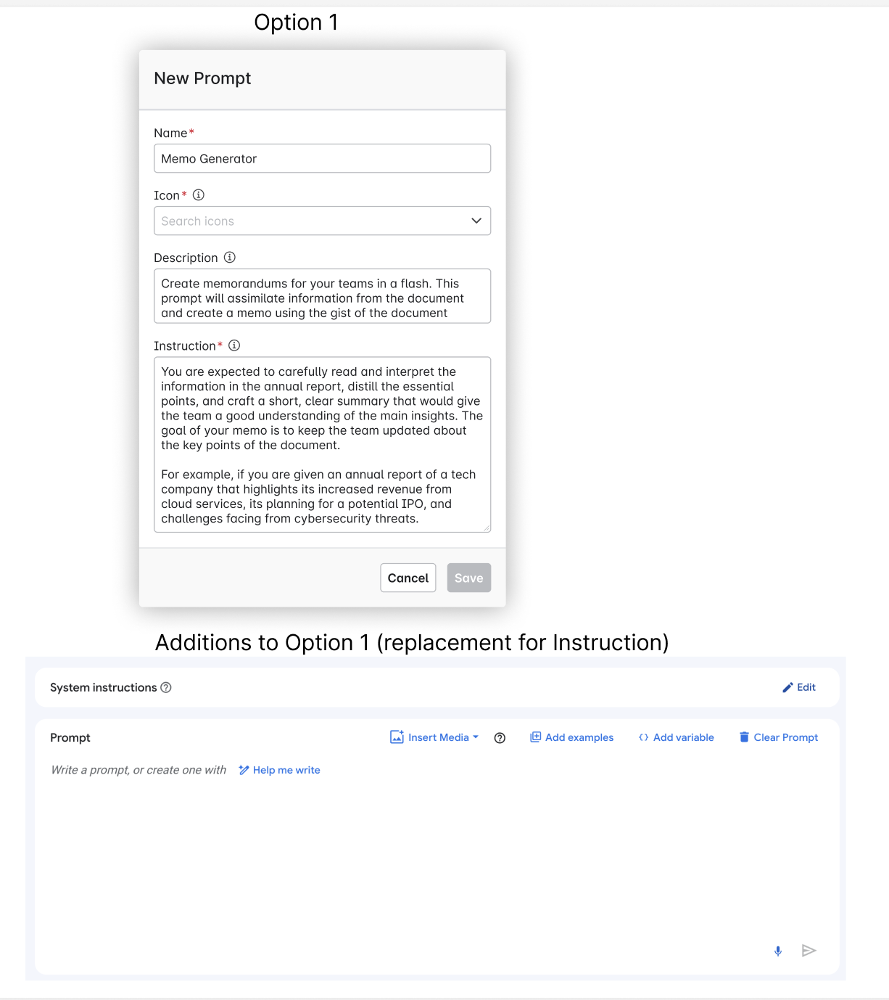 Option 1
New Prompt
Name*
Memo Generator
Icon*
Search icons
Description
Create memorandums for your teams in a flash. This
prompt will assimilate information from the document
and create a memo using the gist of the document
Instruction*
You are expected to carefully read and interpret the
information in the annual report, distill the essential
points, and craft a short, clear summary that would give
the team a good understanding of the main insights. The
goal of your memo is to keep the team updated about
the key points of the document.
For example, if you are given an annual report of a tech
company that highlights its increased revenue from
cloud services, its planning for a potential IPO, and
challenges facing from cybersecurity threats.
Cancel Save
Additions to Option 1 (replacement for Instruction)
System instructions Edit
Prompt Insert Media Add examples Add variable Clear Prompt
Write a prompt, or create one with Help me write